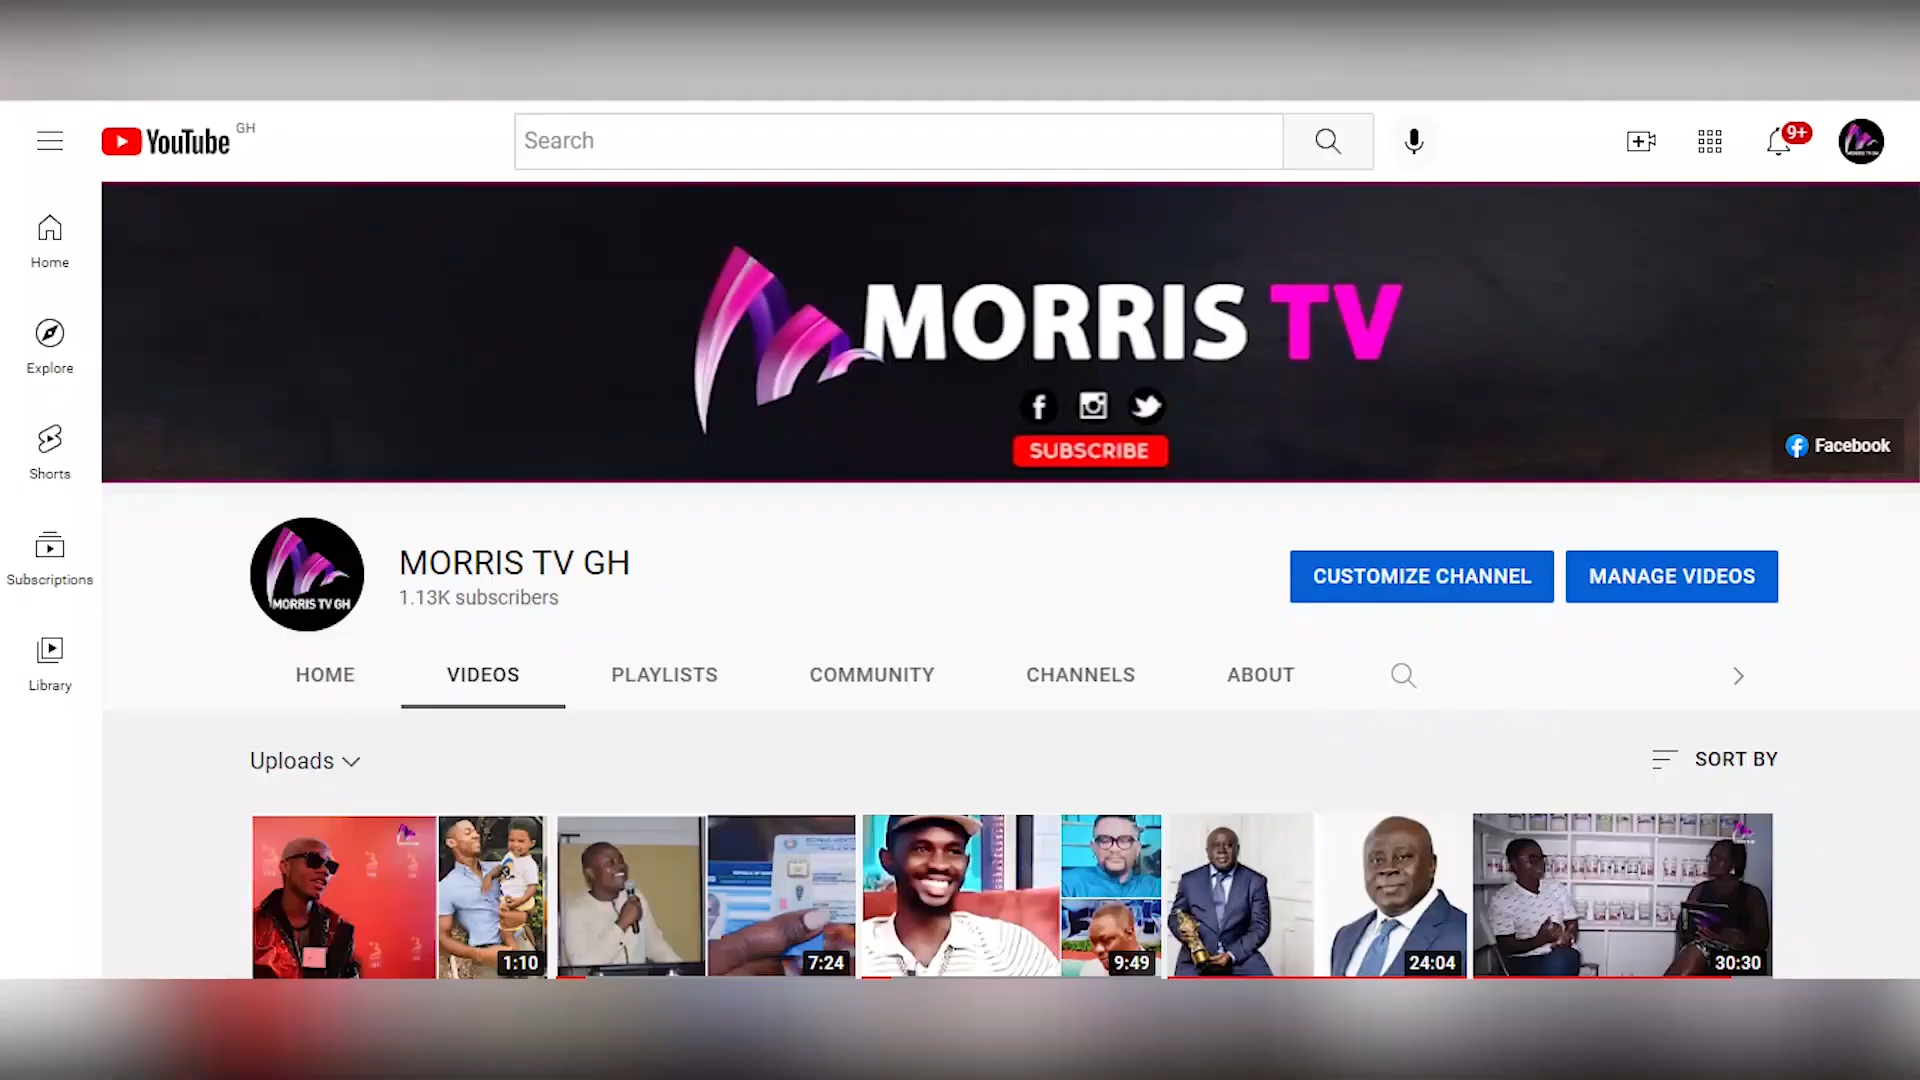 YouTube GH
Search
9+
Home
Explore
Shorts
Subscriptions
Library
MORRIS TV
SUBSCRIBE
Facebook
MORRIS TV GH
MORRIS TV GH
1.13K subscribers
CUSTOMIZE CHANNEL
MANAGE VIDEOS
HOME
VIDEOS
PLAYLISTS
COMMUNITY
CHANNELS
ABOUT
Uploads
SORT BY
1:10
7:24
9:49
24:04
30:30